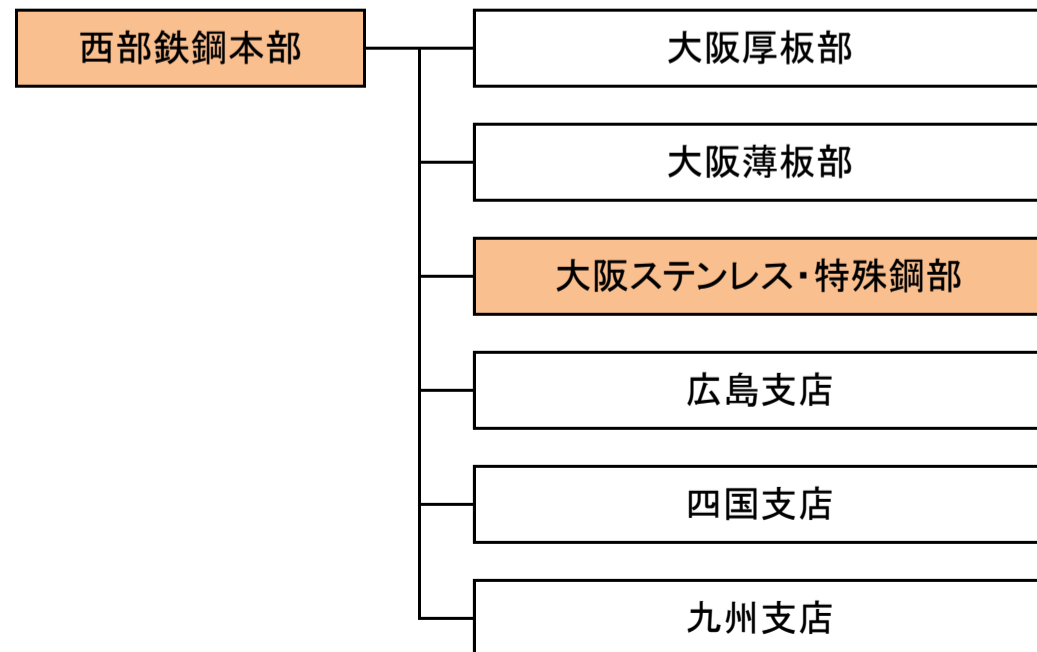 西部鉄鋼本部
大阪厚板部
大阪薄板部
大阪ステンレス・特殊鋼部
広島支店
四国支店
九州支店